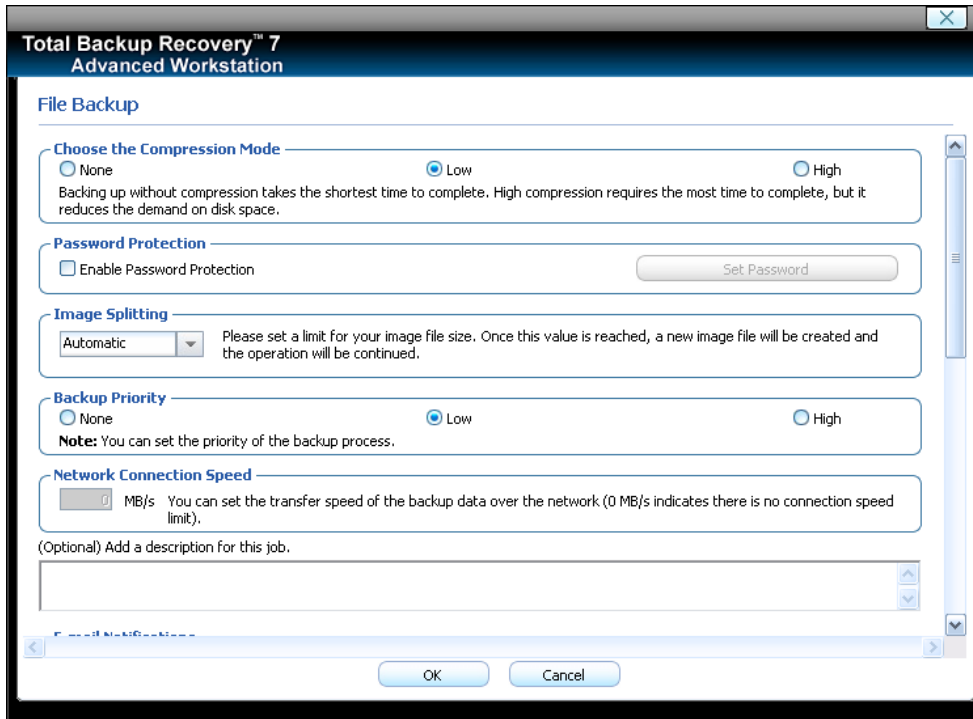 Total Backup Recovery™ 7
Advanced Workstation
File Backup
Choose the Compression Mode
None Low High
Backing up without compression takes the shortest time to complete. High compression requires the most time to complete, but it
reduces the demand on disk space.
Password Protection
Enable Password Protection Set Password
Image Splitting
Automatic
Please set a limit for your image file size. Once this value is reached, a new image file will be created and
the operation will be continued.
Backup Priority
None Low High
Note: You can set the priority of the backup process.
Network Connection Speed
0 MB/s You can set the transfer speed of the backup data over the network (0 MB/s indicates there is no connection speed
limit).
(Optional) Add a description for this job.
E-mail Notifications
OK Cancel